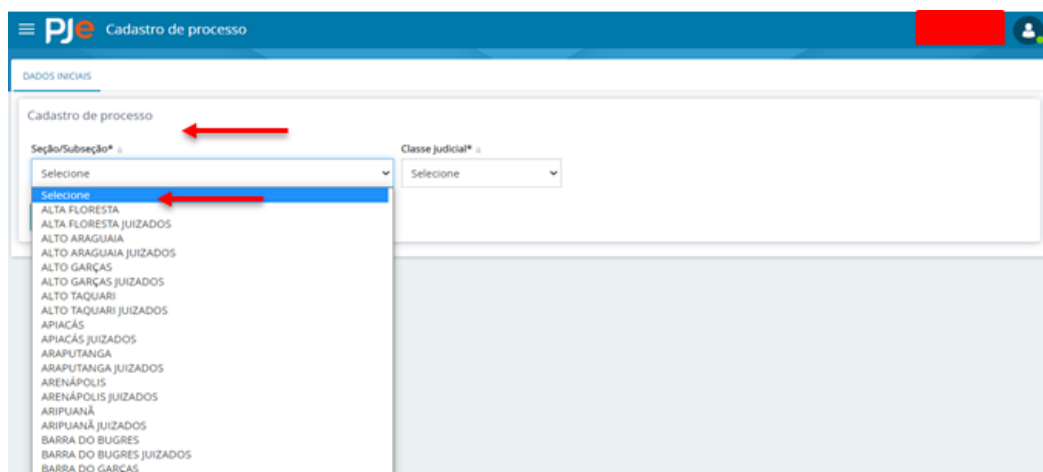 PJe Cadastro de processo
DADOS INICIAIS
Cadastro de processo
Seção/Subseção*
Classe judicial*
Selecione
Selecione
Selecione
ALTA FLORESTA
ALTA FLORESTA JUIZADOS
ALTO ARAGUAIA
ALTO ARAGUAIA JUIZADOS
ALTO GARÇAS
ALTO GARÇAS JUIZADOS
ALTO TAQUARI
ALTO TAQUARI JUIZADOS
APIACÁS
APIACÁS JUIZADOS
ARAPUTANGA
ARAPUTANGA JUIZADOS
ARENÁPOLIS
ARENÁPOLIS JUIZADOS
ARIPUANÃ
ARIPUANÃ JUIZADOS
BARRA DO BUGRES
BARRA DO BUGRES JUIZADOS
BARRA DO GARÇAS